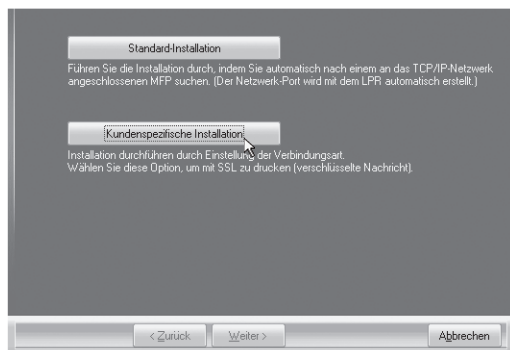 Standard-Installation
Führen Sie die Installation durch, indem Sie automatisch nach einem an das TCP/IP-Netzwerk
angeschlossenen MFP suchen. (Der Netzwerk-Port wird mit dem LPR automatisch erstellt.)
Kundenspezifische Installation
Installation durchführen durch Einstellung der Verbindungsart.
Wählen Sie diese Option, um mit SSL zu drucken (verschlüsselte Nachricht).
< Zurück Weiter > Abbrechen